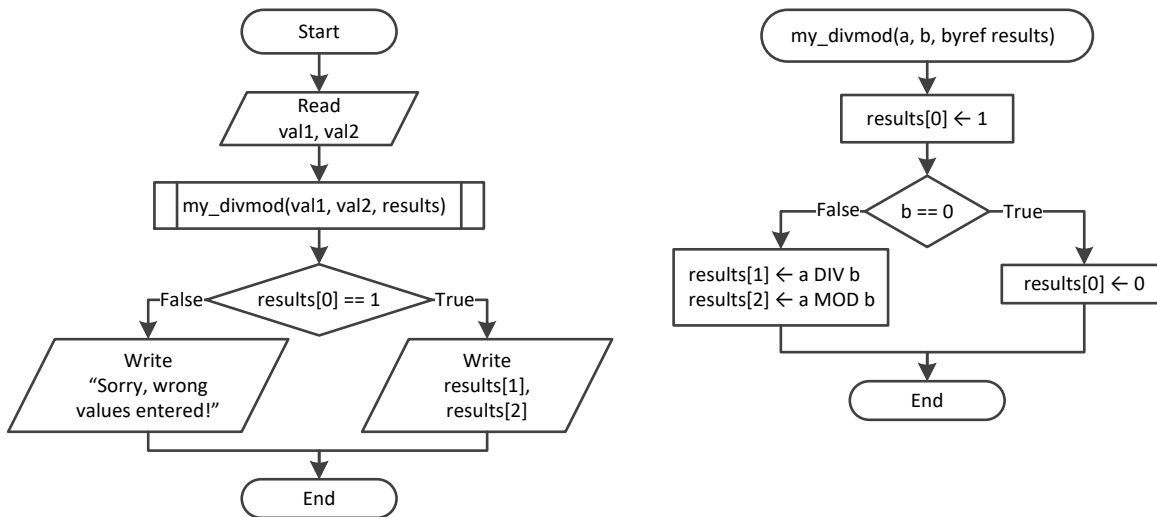 Start
Read
val1, val2
my_divmod(val1, val2, results)
results[0] == 1
False
True
Write
“Sorry, wrong
values entered!”
Write
results[1],
results[2]
End
my_divmod(a, b, byref results)
results[0] ← 1
b == 0
False
True
results[1] ← a DIV b
results[2] ← a MOD b
results[0] ← 0
End